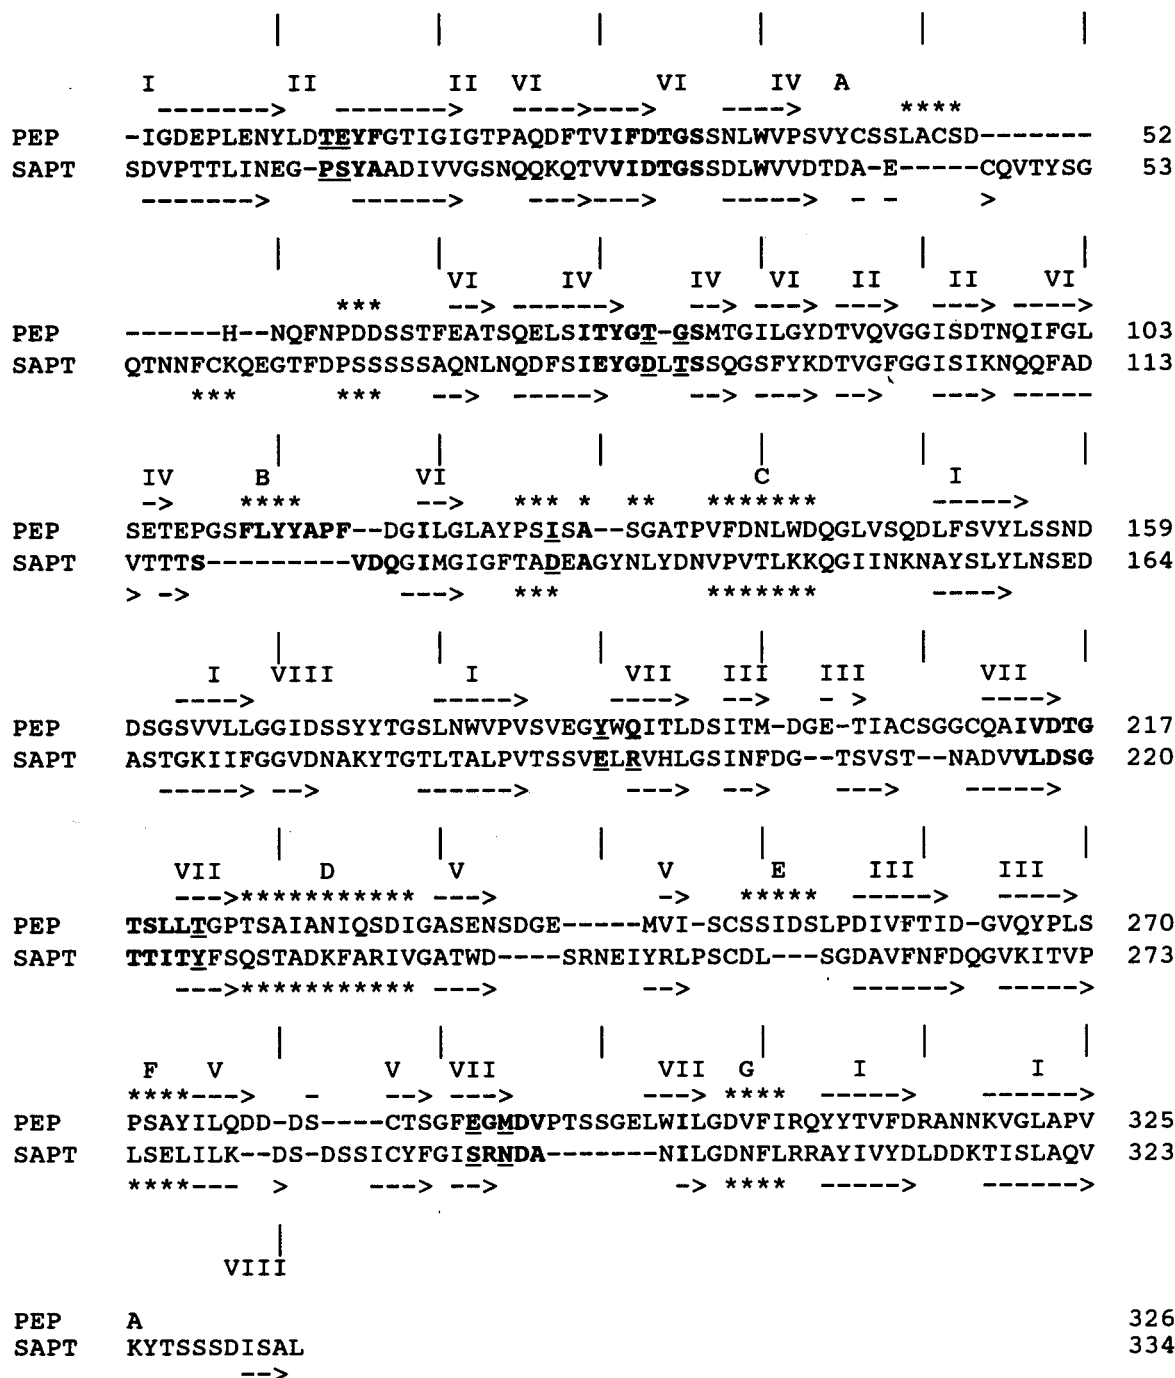 | | | | | |
I II II VI VI IV A
-------> -------> ----> ---> ----> ****
PEP -IGDEPLENYLDTEYFGTIGIGTPAQDFTVIFDTGSSNLWVPSVYCSSLACSD------- 52
SAPT SDVPTTLINEG-PSYAADIVVGSNQQKQTVVIDTGSSDLWVVDTDA-E-----CQVTYSG 53
-------> ------> ---> ---> -----> - - >
| | | | | |
VI IV IV VI II II VI
*** --> ------> --> ---> ---> ---> ---->
PEP ------H--NQFNPDDSSTFEATSQELSITYGT-GSMTGILGYDTVQVGGISDTNQIFGL 103
SAPT QTNNFCKQEGTFDPSSSSSAQNLNQDFSIEYGDLTSSQGSFYKDTVGFGGISIKNQQFAD 113
*** *** --> -----> --> ---> --> ---> -----
| | | | | |
IV B VI C I
-> **** --> *** * ** ******* ----->
PEP SETEPGSFLYYAPF--DGILGLAYPSISA--SGATPVFDNLWDQGLVSQDLFSVYLSSND 159
SAPT VTTTS---------VDQGIMGIGFTADEAGYNLYDNVPVTLKKQGIINKNAYSLYLNSED 164
> -> ---> *** ******* ---->
| | | | | |
I VIII I VII III III VII
----> -----> ----> --> - > ---->
PEP DSGSVVLLGGIDSSYYTGSLNWVPVSVEGYWQITLDSITM-DGE-TIACSGGCQAIVDTG 217
SAPT ASTGKIIFGGVDNAKYTGTLTALPVTSSVELRVHLGSINFDG--TSVST--NADVVLDSG 220
-----> --> ------> ---> --> ---> ----->
| | | | | |
VII D V V E III III
---> *********** ---> -> ***** -----> ---->
PEP TSLLTGPTSAIANIQSDIGASENSDGE-----MVI-SCSSIDSLPDIVFTID-GVQYPLS 270
SAPT TTITYFSQSTADKFARIVGATWD----SRNEIYRLPSCDL---SGDAVFNFDQGVKITVP 273
---> *********** ---> --> ------> ----->
| | | | | |
F V V VII VII G I I
****---> - --> ---> ---> **** -----> ------>
PEP PSAYILQDD-DS----CTSGFEGMDVPTSSGELWILGDVFIRQYYTVFDRANNKVGLAPV 325
SAPT LSELILK--DS-DSSICYFGISRNDA-------NILGDNFLRRAYIVYDLDDKTISLAQV 323
****--- > ---> --> -> **** -----> ------>
|
VIII
PEP A 326
SAPT KYTSSSDISAL 334
-->